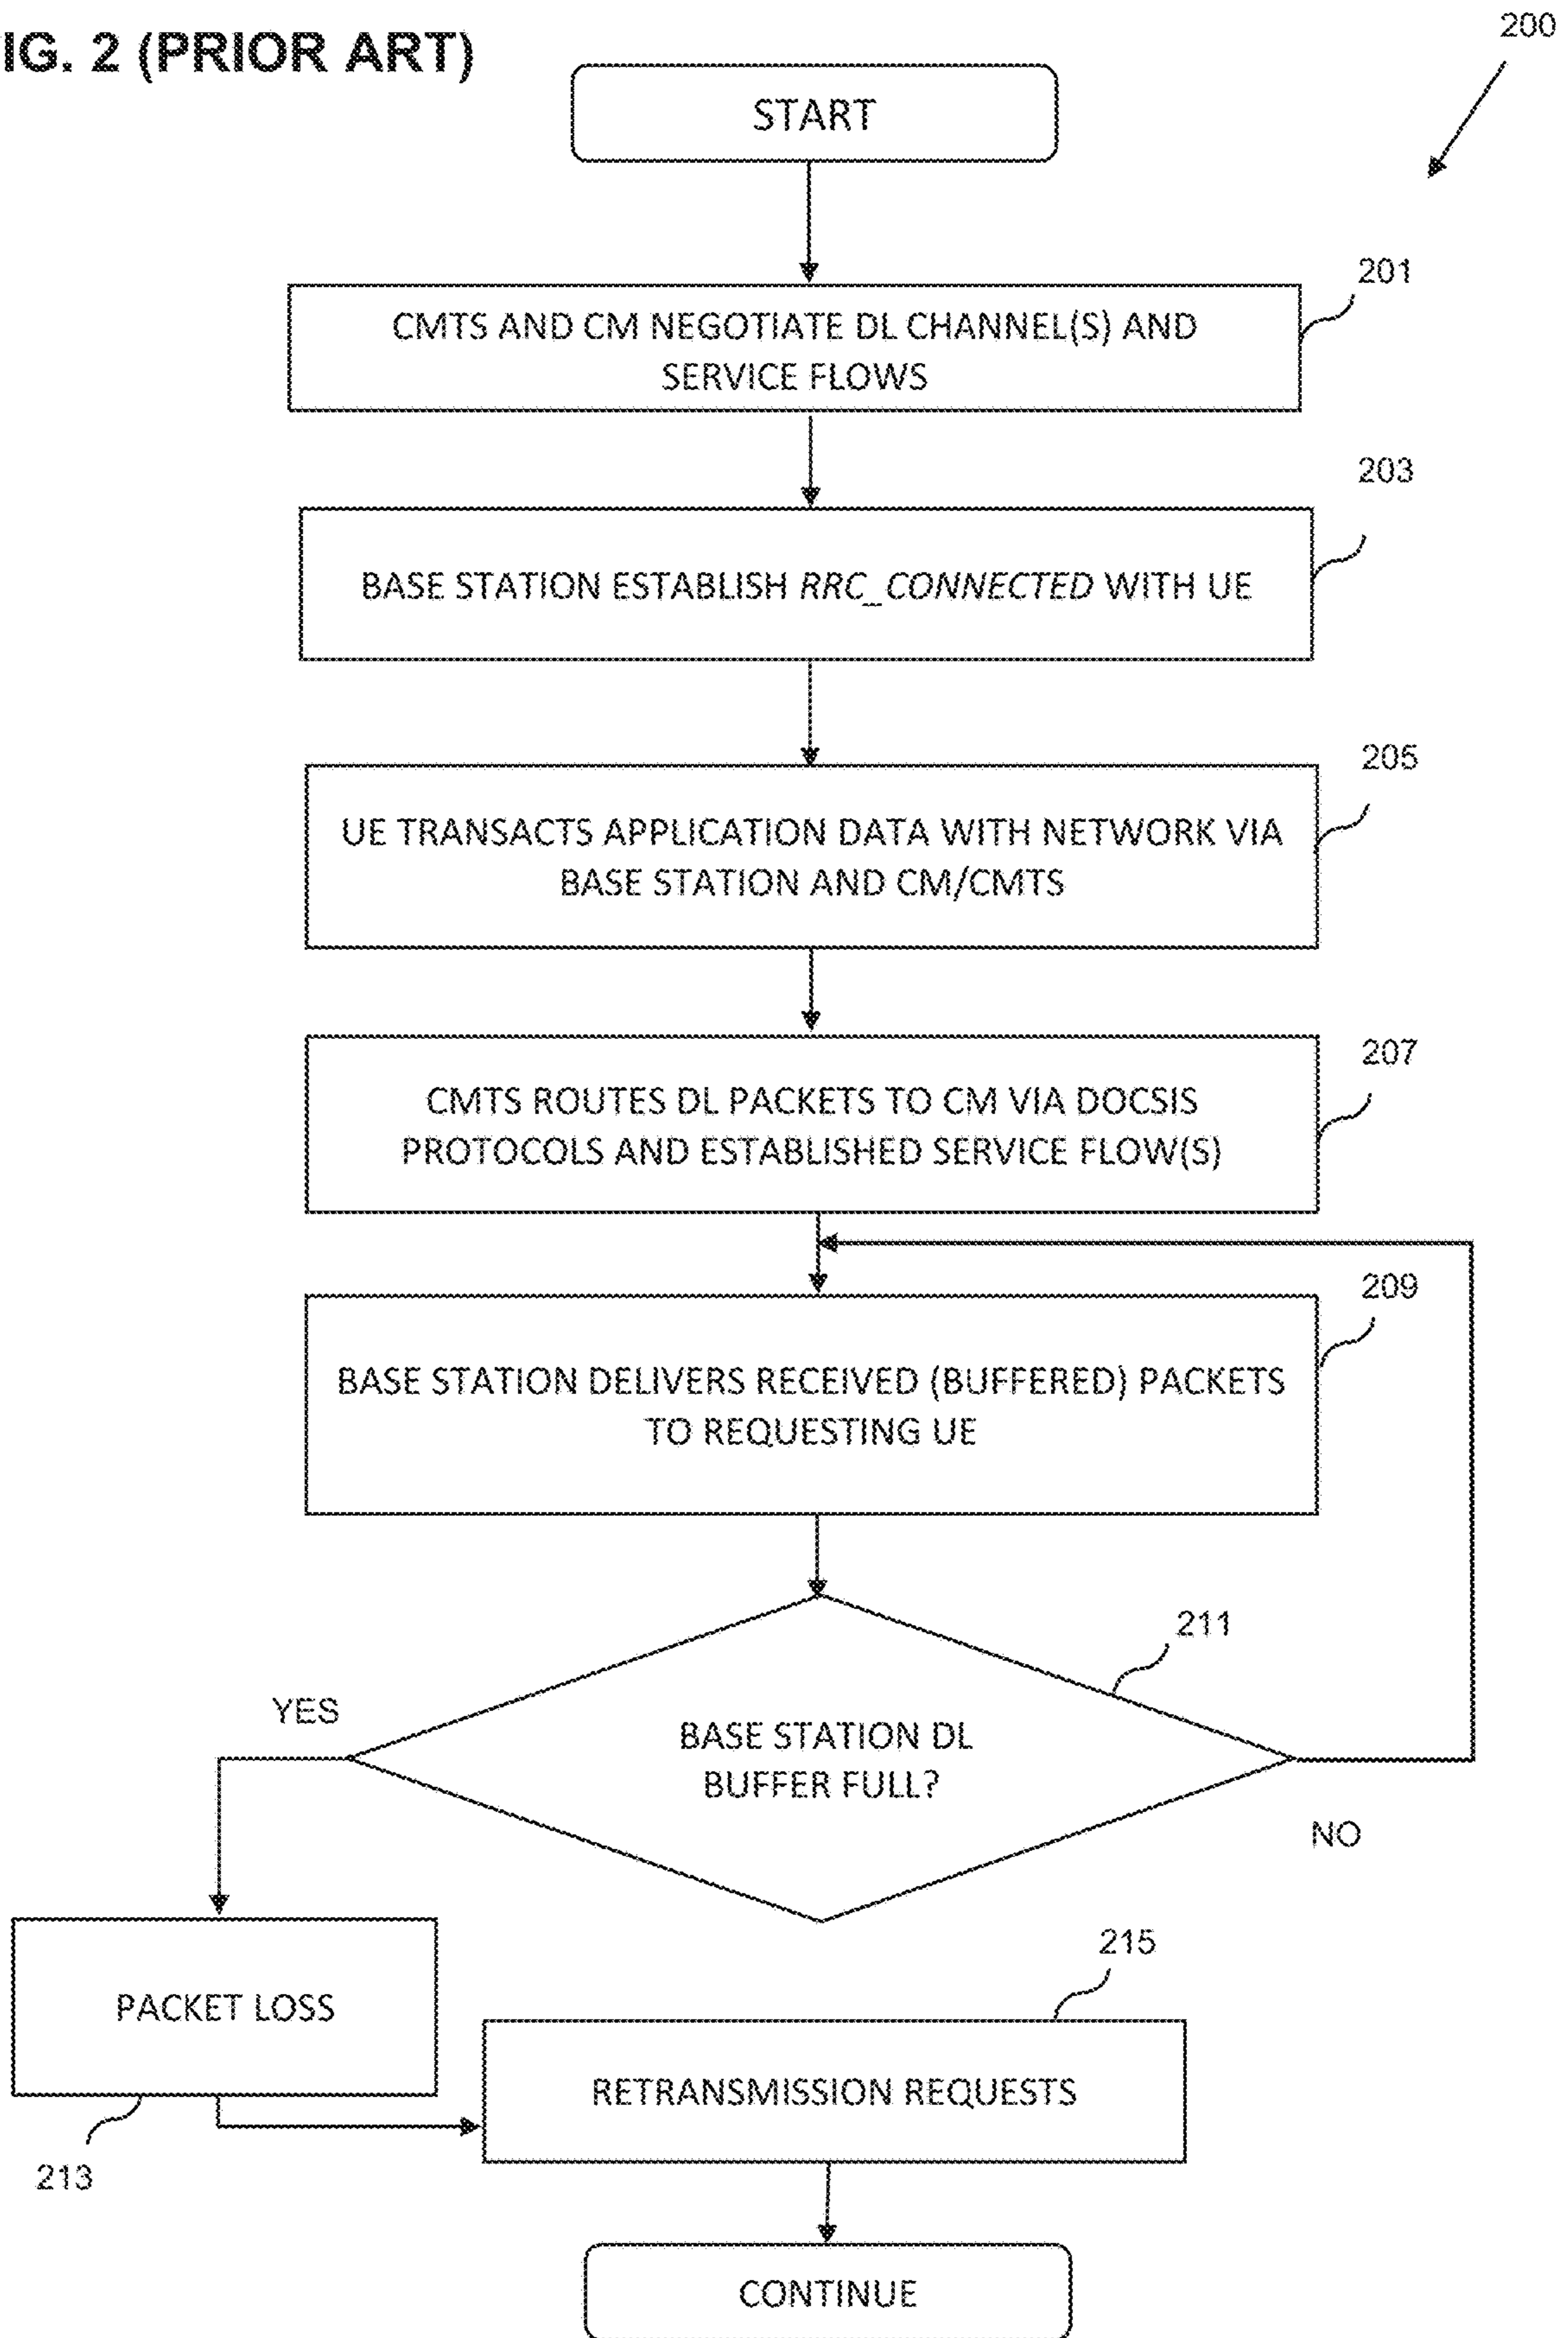 IG. 2 (PRIOR ART)
200
START
201
CMTS AND CM NEGOTIATE DL CHANNEL(S) AND
SERVICE FLOWS
203
BASE STATION ESTABLISH RRC_CONNECTED WITH UE
205
UE TRANSACTS APPLICATION DATA WITH NETWORK VIA
BASE STATION AND CM/CMTS
207
CMTS ROUTES DL PACKETS TO CM VIA DOCSIS
PROTOCOLS AND ESTABLISHED SERVICE FLOW(S)
209
BASE STATION DELIVERS RECEIVED (BUFFERED) PACKETS
TO REQUESTING UE
211
YES
BASE STATION DL
BUFFER FULL?
NO
PACKET LOSS
215
RETRANSMISSION REQUESTS
213
CONTINUE